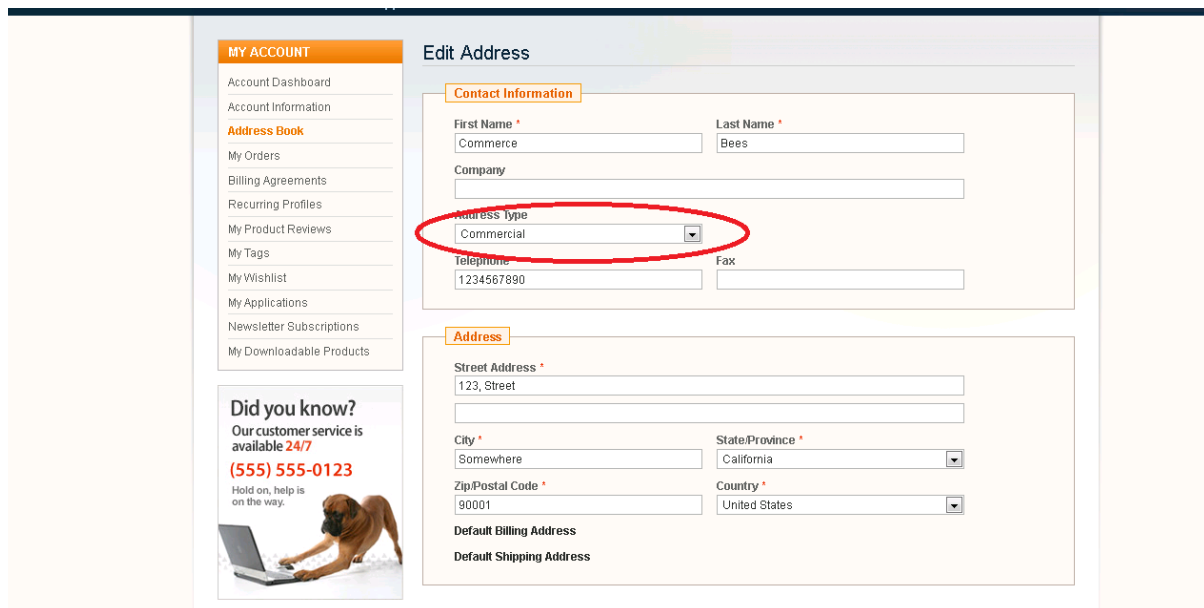 MY ACCOUNT
Account Dashboard
Account Information
Address Book
My Orders
Billing Agreements
Recurring Profiles
My Product Reviews
My Tags
My Wishlist
My Applications
Newsletter Subscriptions
My Downloadable Products
Did you know?
Our customer service is
available 24/7
(555) 555-0123
Hold on, help is
on the way.
Edit Address
Contact Information
First Name * Last Name *
Commerce Bees
Company
Address Type
Commercial
Telephone Fax
1234567890
Address
Street Address *
123, Street
City * State/Province *
Somewhere California
Zip/Postal Code * Country *
90001 United States
Default Billing Address
Default Shipping Address